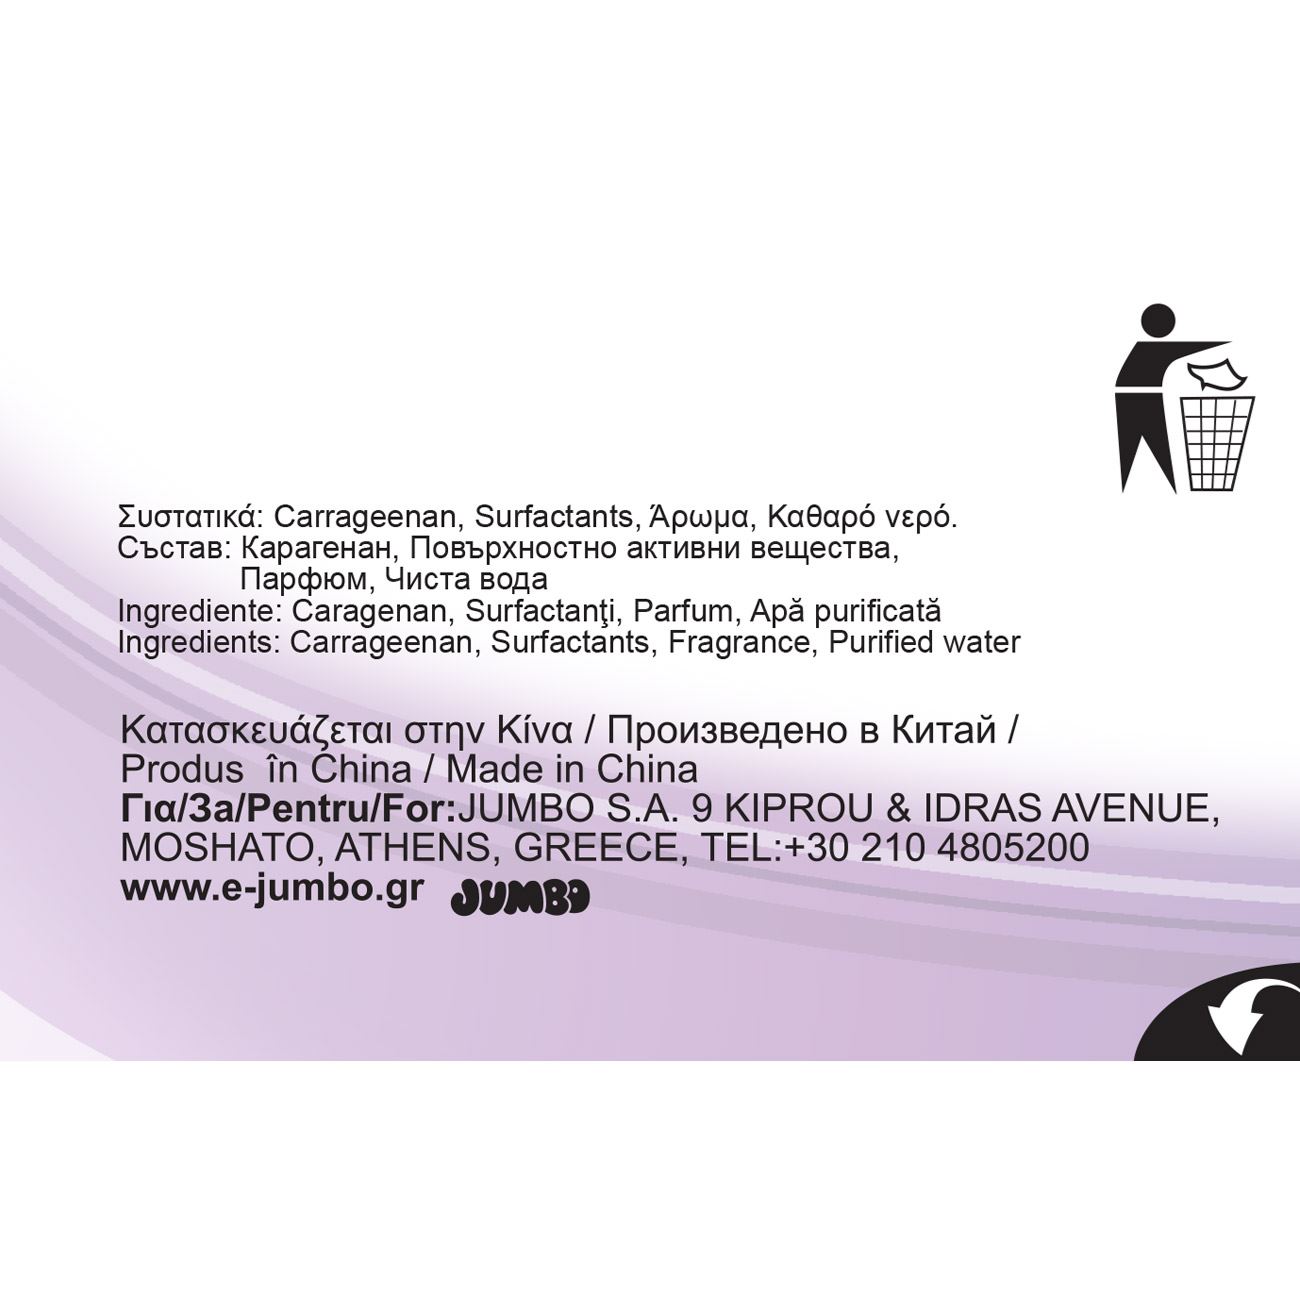 Συστατικά: Carrageenan, Surfactants, Άρωμα, Καθαρό νερό.
Състав: Карагенан, Повърхностно активни вещества,
Парфюм, Чиста вода
Ingrediente: Caragenan, Surfactanţi, Parfum, Apă purificată
Ingredients: Carrageenan, Surfactants, Fragrance, Purified water
Κατασκευάζεται στην Κίνα / Произведено в Китай /
Produs în China / Made in China
Για/За/Pentru/For:JUMBO S.A. 9 KIPROU & IDRAS AVENUE,
MOSHATO, ATHENS, GREECE, TEL:+30 210 4805200
www.e-jumbo.gr JUMBO